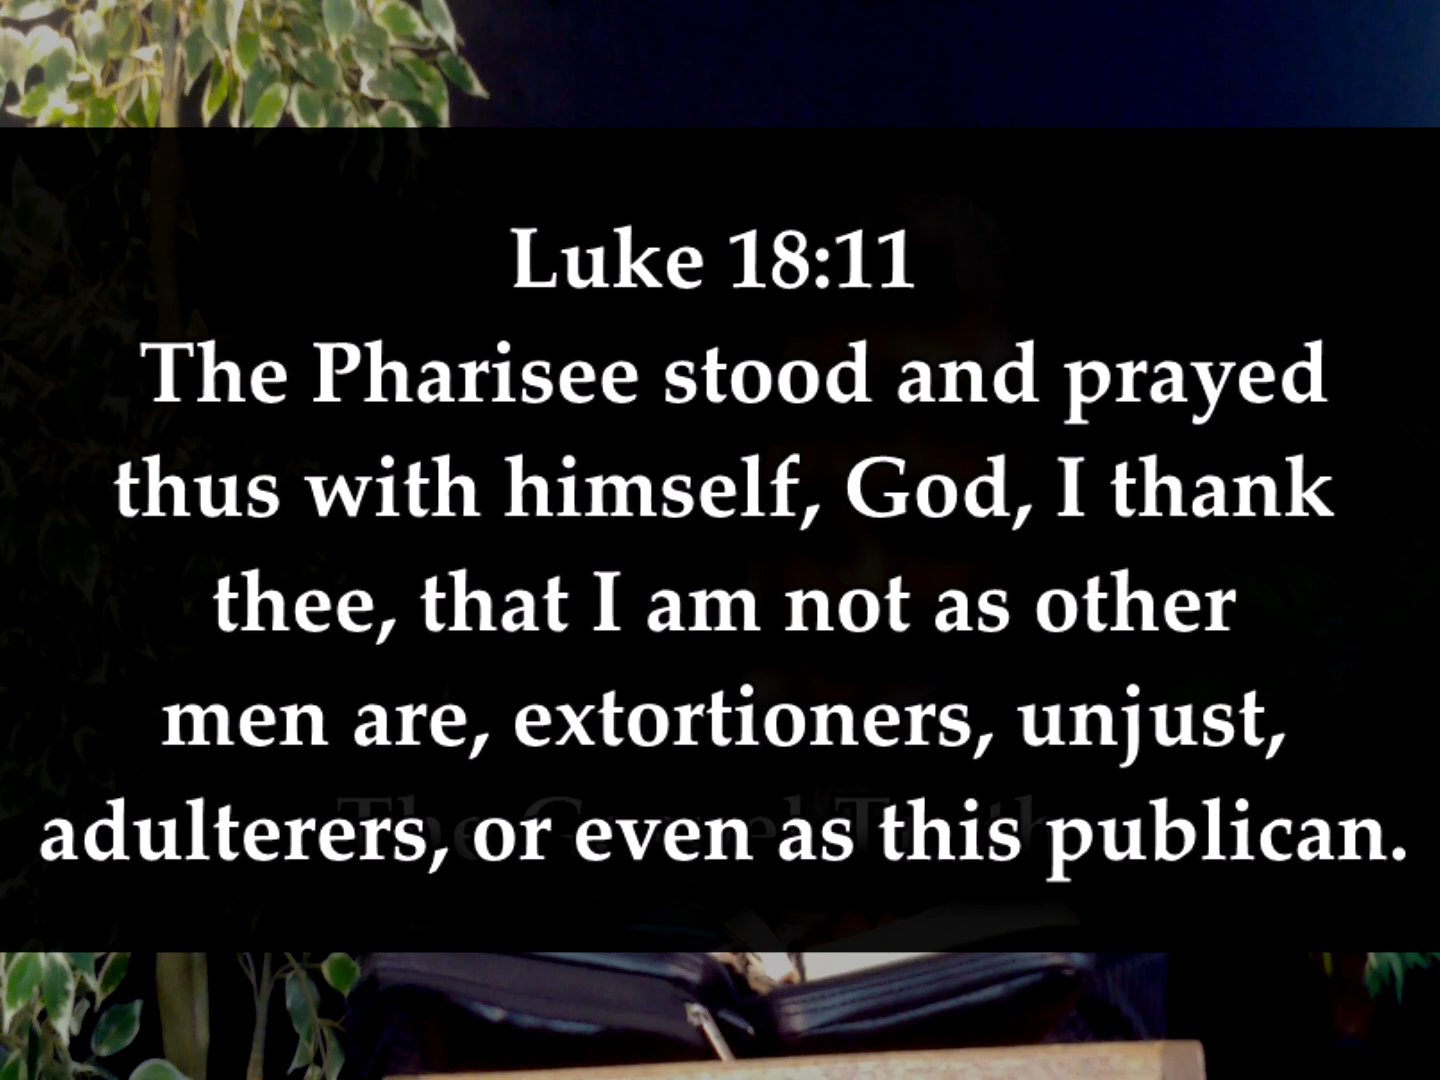 Luke 18:11
The Pharisee stood and prayed
thus with himself, God, I thank
thee, that I am not as other
men are, extortioners, unjust,
adulterers, or even as this publican.